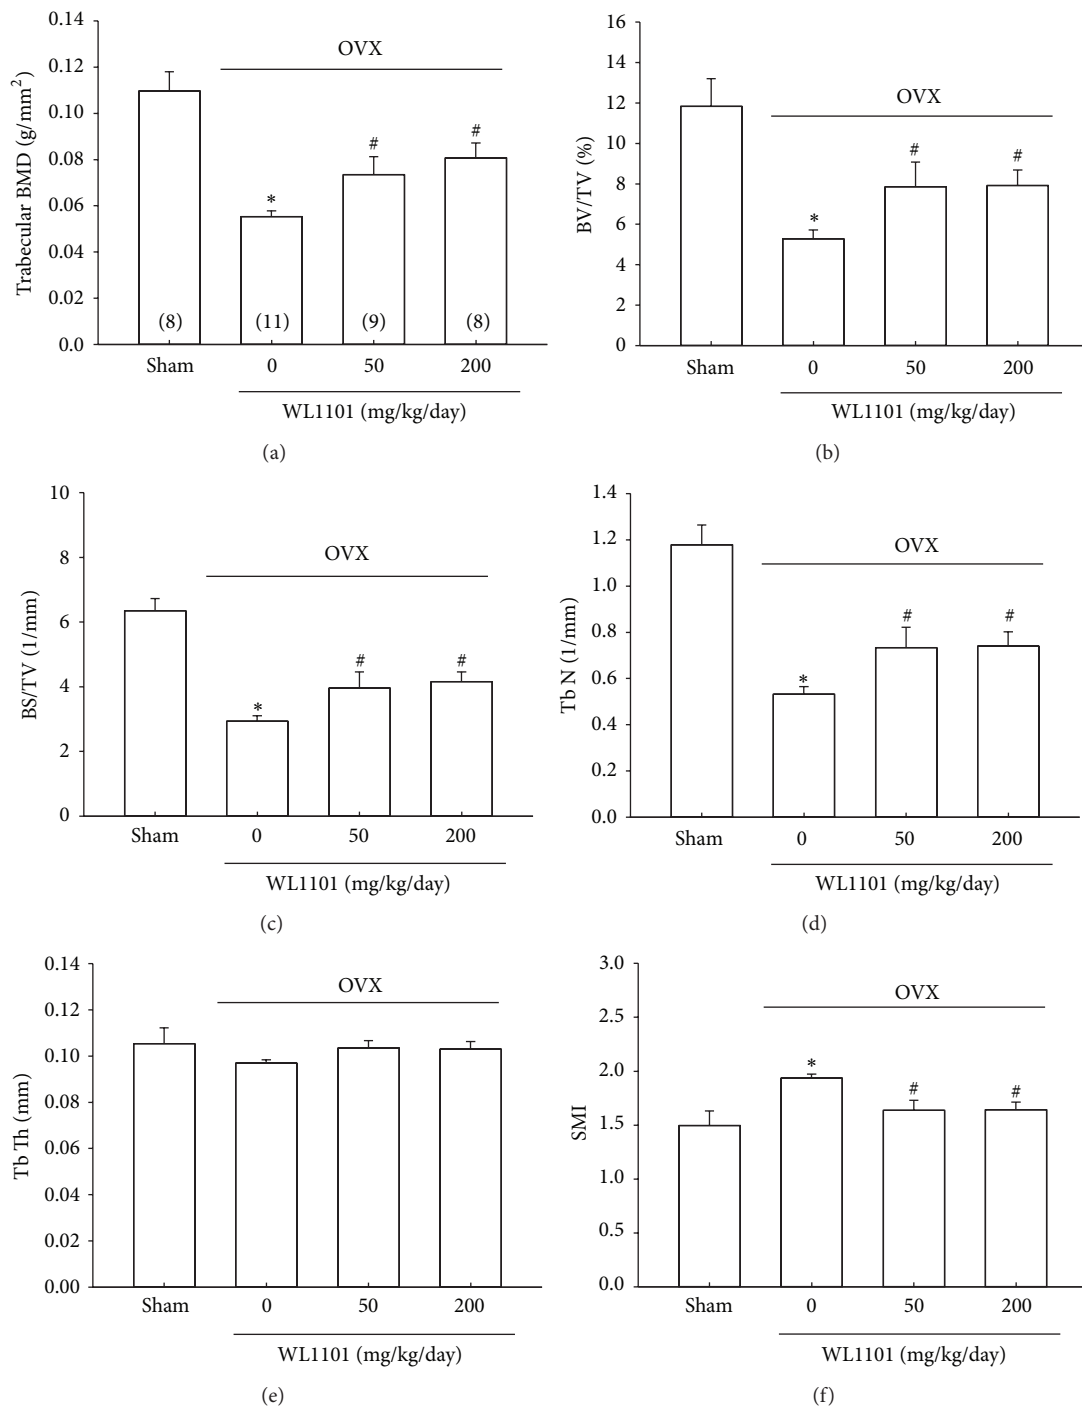 0.14
0.12
0.10
0.08
0.06
0.04
0.02
0.0
Trabecular BMD (g/mm²)
OVX
*
#
#
(8)
(11)
(9)
(8)
Sham
0
50
200
WL1101 (mg/kg/day)
(a)
16
14
12
10
8
6
4
2
0
BV/TV (%)
OVX
*
#
#
Sham
0
50
200
WL1101 (mg/kg/day)
(b)
10
8
6
4
2
0
BS/TV (1/mm)
OVX
*
#
#
Sham
0
50
200
WL1101 (mg/kg/day)
(c)
1.4
1.2
1.0
0.8
0.6
0.4
0.2
0.0
Tb N (1/mm)
OVX
*
#
#
Sham
0
50
200
WL1101 (mg/kg/day)
(d)
0.14
0.12
0.10
0.08
0.06
0.04
0.02
0.00
Tb Th (mm)
OVX
Sham
0
50
200
WL1101 (mg/kg/day)
(e)
3.0
2.5
2.0
1.5
1.0
0.5
0.0
SMI
OVX
*
#
#
Sham
0
50
200
WL1101 (mg/kg/day)
(f)